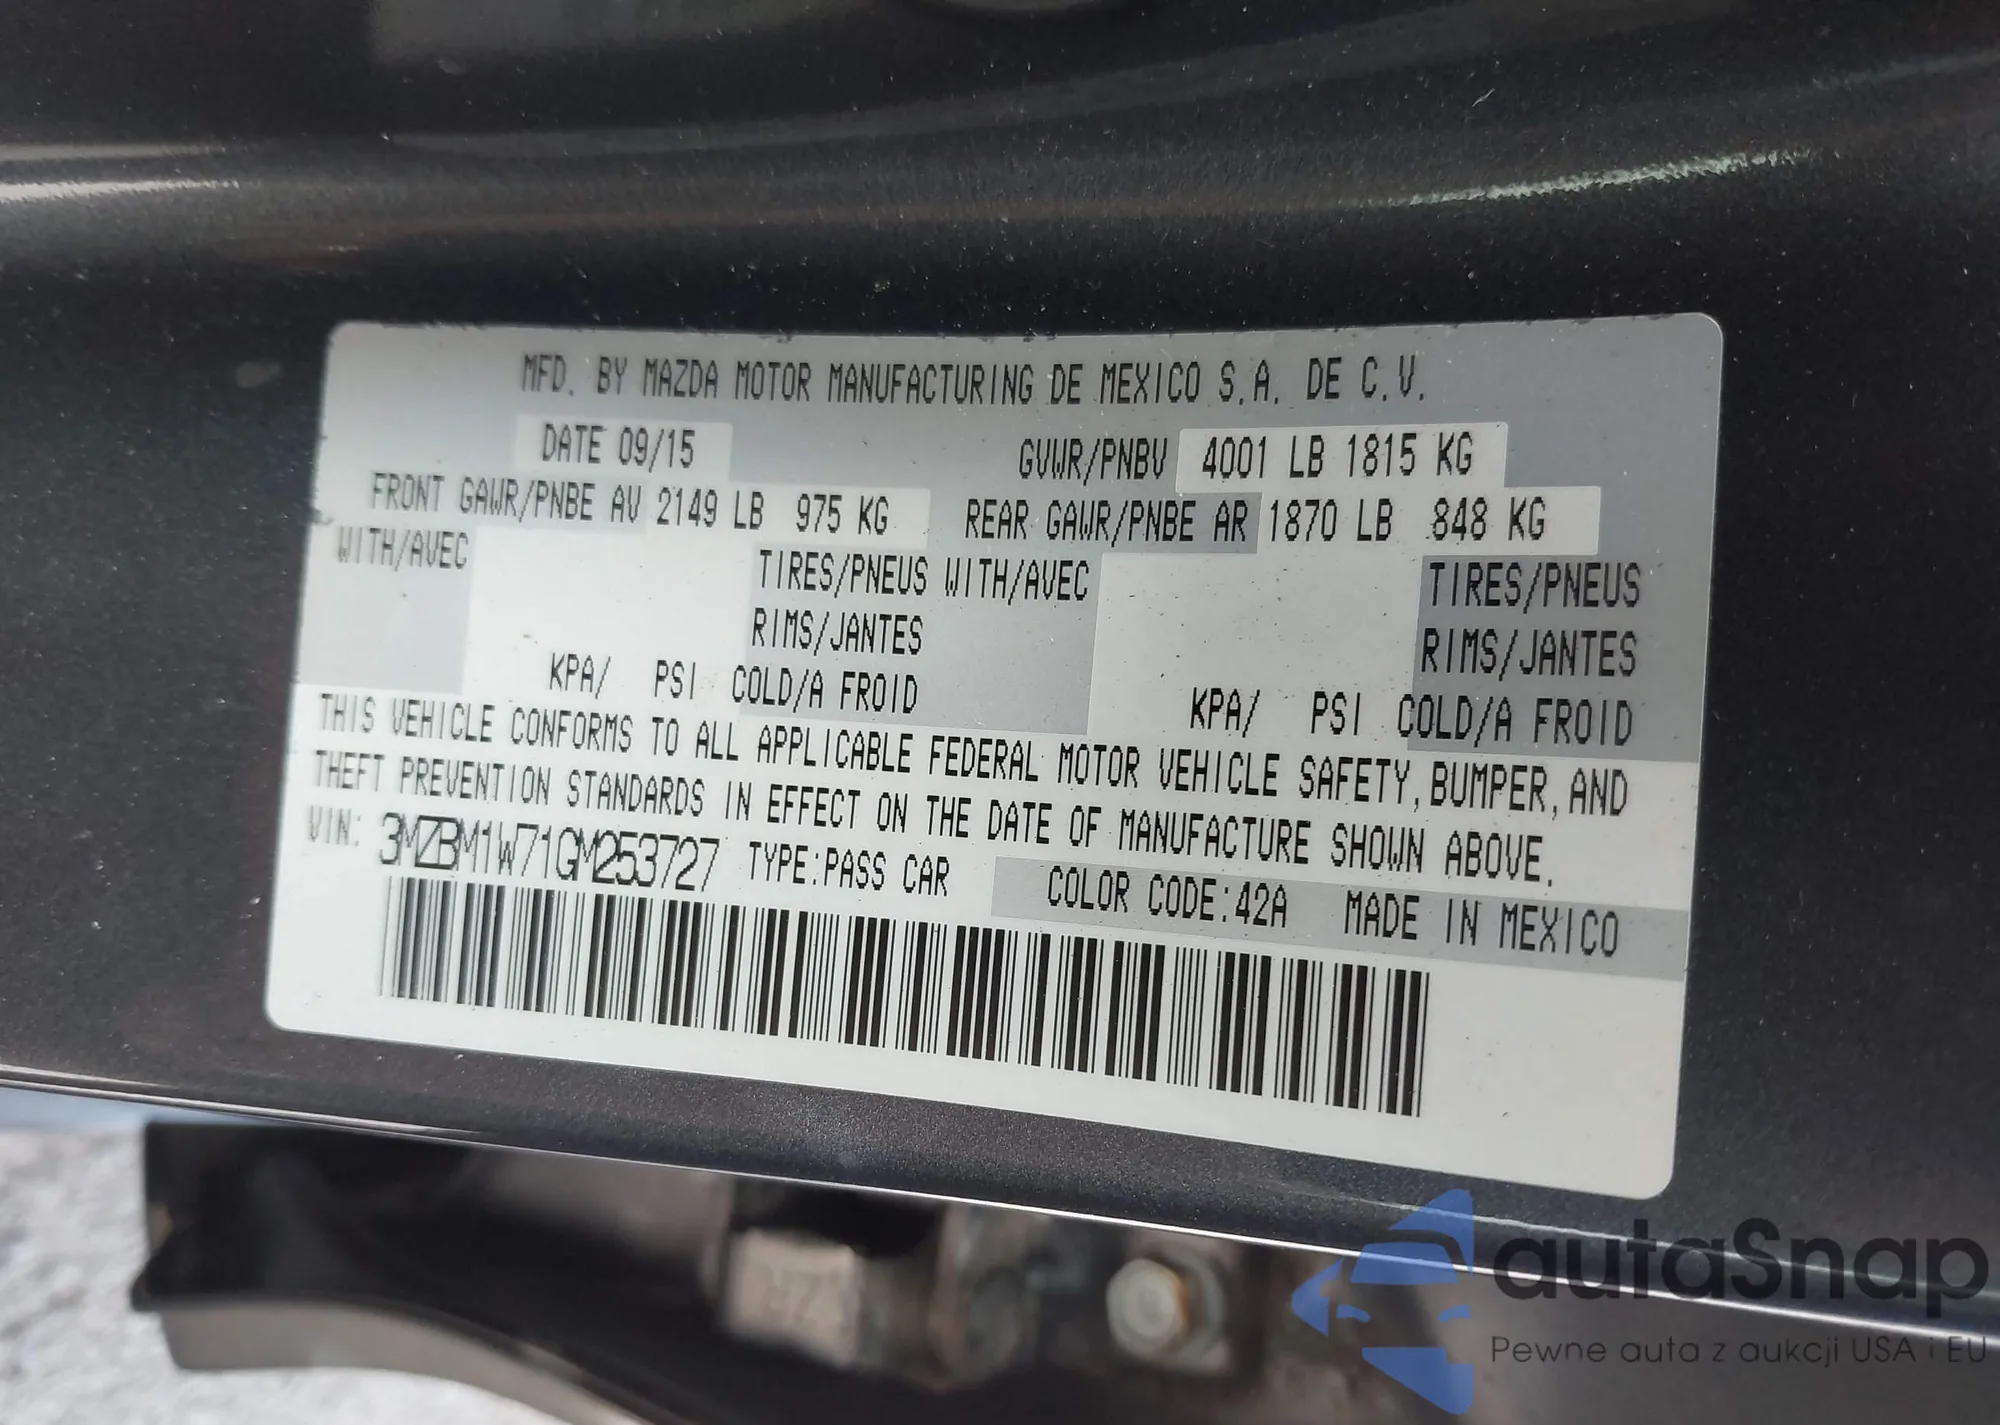 MFD. BY MAZDA MOTOR MANUFACTURING DE MEXICO S.A. DE C.V.
DATE 09/15 GVWR/PNBV 4001 LB 1815 KG
FRONT GAWR/PNBE AV 2149 LB 975 KG REAR GAWR/PNBE AR 1870 LB 848 KG
WITH/AVEC TIRES/PNEUS WITH/AVEC TIRES/PNEUS
RIMS/JANTES RIMS/JANTES
KPA/ PSI COLD/A FROID KPA/ PSI COLD/A FROID
THIS VEHICLE CONFORMS TO ALL APPLICABLE FEDERAL MOTOR VEHICLE SAFETY, BUMPER, AND
THEFT PREVENTION STANDARDS IN EFFECT ON THE DATE OF MANUFACTURE SHOWN ABOVE.
VIN: 3MZBM1W71GM253727 TYPE:PASS CAR COLOR CODE:42A MADE IN MEXICO
autaSnap
Pewne auta z aukcji USA i EU